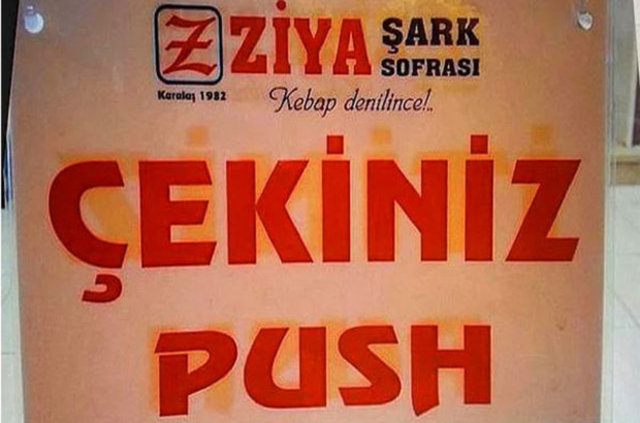 Z ZİYA ŞARK SOFRASI
Karataş 1982
Kebap denilince!..
ÇEKİNİZ
PUSH